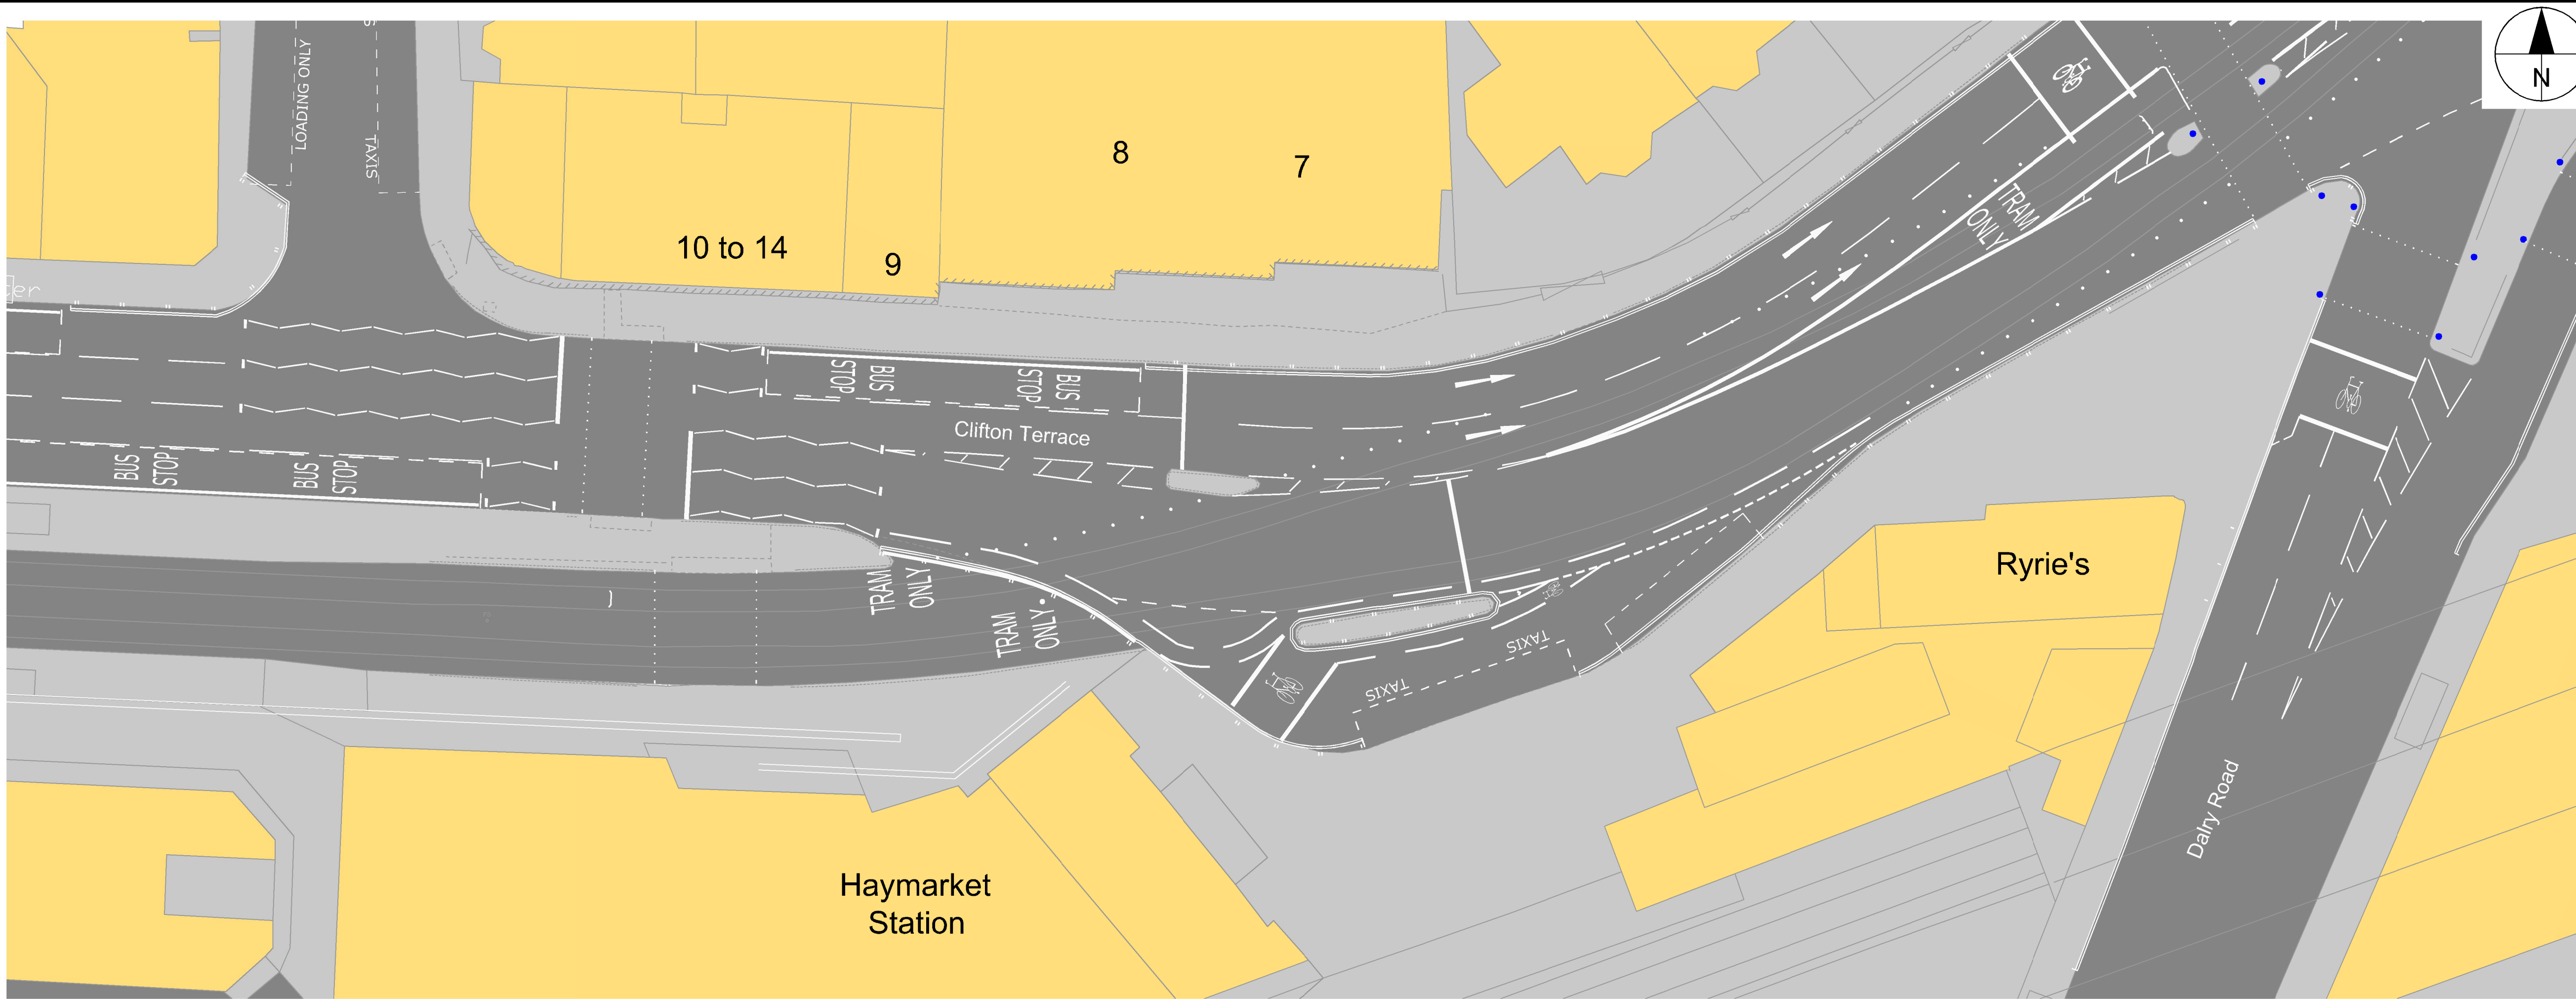 LOADING ONLY
TAXIS
N
8
7
10 to 14
9
TRAM
ONLY
BUS
STOP
BUS
STOP
Clifton Terrace
BUS
STOP
BUS
STOP
TRAM
ONLY
TRAM
ONLY
TAXIS
TAXIS
Ryrie's
Dalry Road
Haymarket
Station